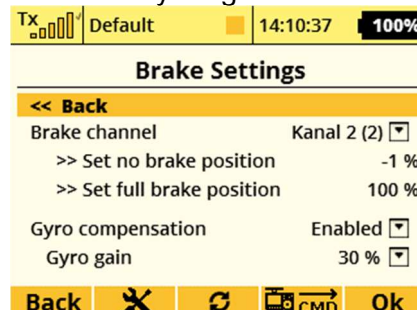 Tx Default 14:10:37 100%
Brake Settings
<< Back
Brake channel Kanal 2 (2)
>> Set no brake position -1 %
>> Set full brake position 100 %
Gyro compensation Enabled
Gyro gain 30 %
Back CMD Ok